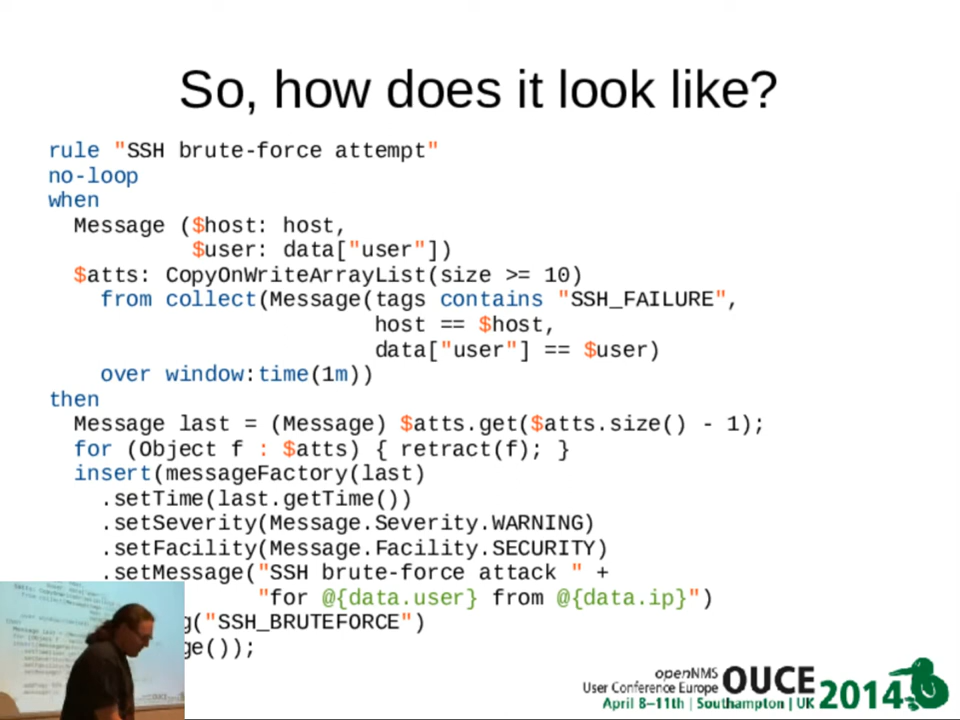 So, how does it look like?
rule "SSH brute-force attempt"
no-loop
when
Message ($host: host,
$user: data["user"])
$atts: CopyOnWriteArrayList(size >= 10)
from collect(Message(tags contains "SSH_FAILURE",
host == $host,
data["user"] == $user)
over window:time(1m))
then
Message last = (Message) $atts.get($atts.size() - 1);
for (Object f : $atts) { retract(f); }
insert(messageFactory(last)
.setTime(last.getTime())
.setSeverity(Message.Severity.WARNING)
.setFacility(Message.Facility.SECURITY)
.setMessage("SSH brute-force attack " +
"for @{data.user} from @{data.ip}")
g("SSH_BRUTEFORCE")
ge());
openNMS
User Conference Europe OUCE 2014
April 8–11th | Southampton | UK